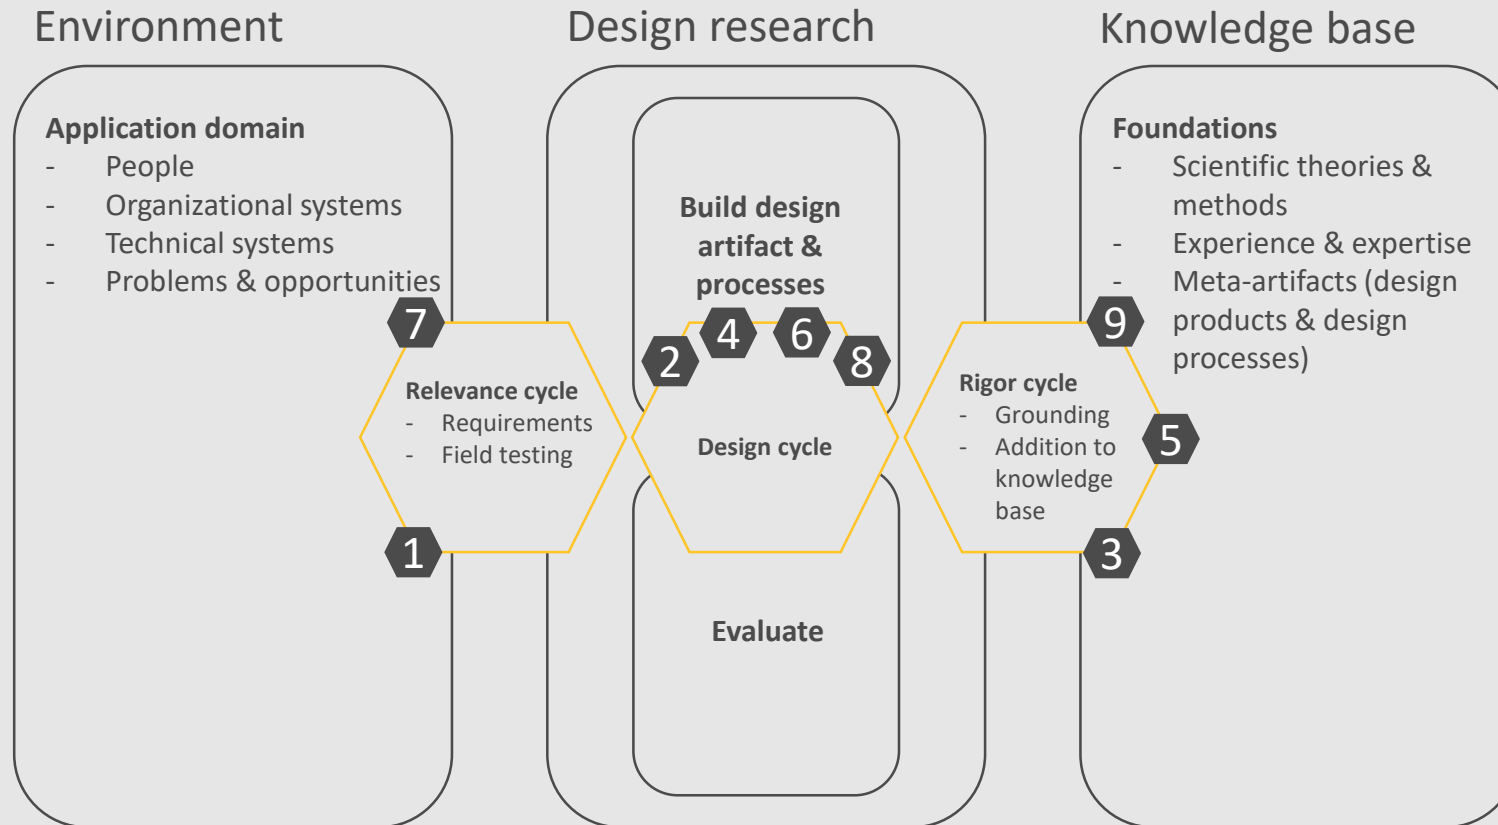 Environment
Application domain
- People
- Organizational systems
- Technical systems
- Problems & opportunities
Design research
Build design
artifact &
processes
Knowledge base
Foundations
- Scientific theories &
methods
- Experience & expertise
- Meta-artifacts (design
products & design
processes)
7
Relevance cycle
- Requirements
- Field testing
1
2
4
6
8
Design cycle
Evaluate
9
Rigor cycle
- Grounding
- Addition to
knowledge
base
5
3